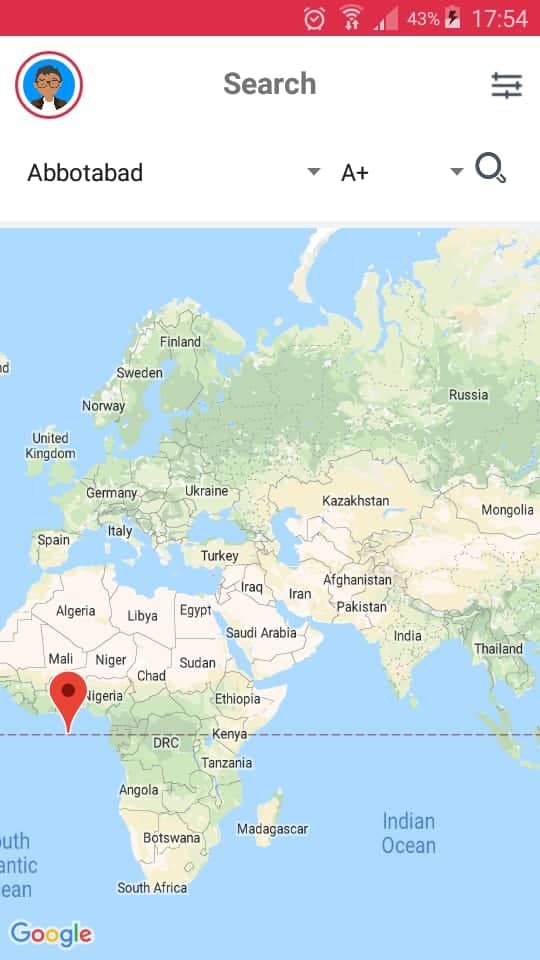 43% 17:54
Search
Abbotabad A+
Finland
Sweden
Norway
Russia
United
Kingdom
Germany
Ukraine
Kazakhstan
Mongolia
Spain
Italy
Turkey
Afghanistan
Iraq
Iran
Pakistan
Algeria
Libya
Egypt
Saudi Arabia
India
Thailand
Mali
Niger
Chad
Sudan
Nigeria
Ethiopia
DRC
Kenya
Tanzania
Angola
Indian
Ocean
Madagascar
Botswana
uth
antic
ean
South Africa
Google